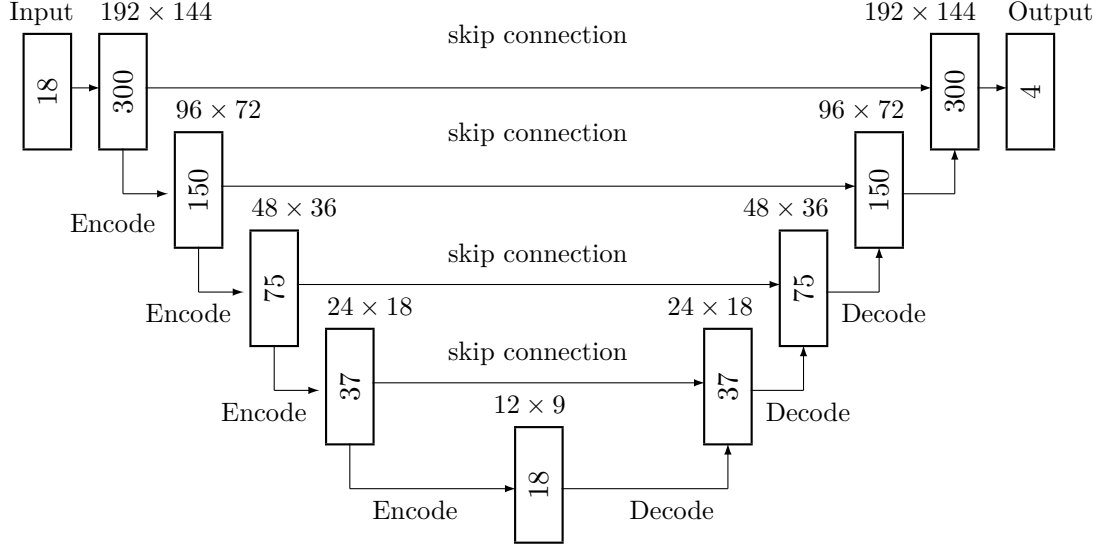 Input
192 × 144
192 × 144
Output
skip connection
18
300
300
4
96 × 72
96 × 72
skip connection
150
150
Encode
48 × 36
48 × 36
skip connection
75
75
Encode
Decode
24 × 18
24 × 18
skip connection
37
37
Encode
Decode
12 × 9
18
Encode
Decode